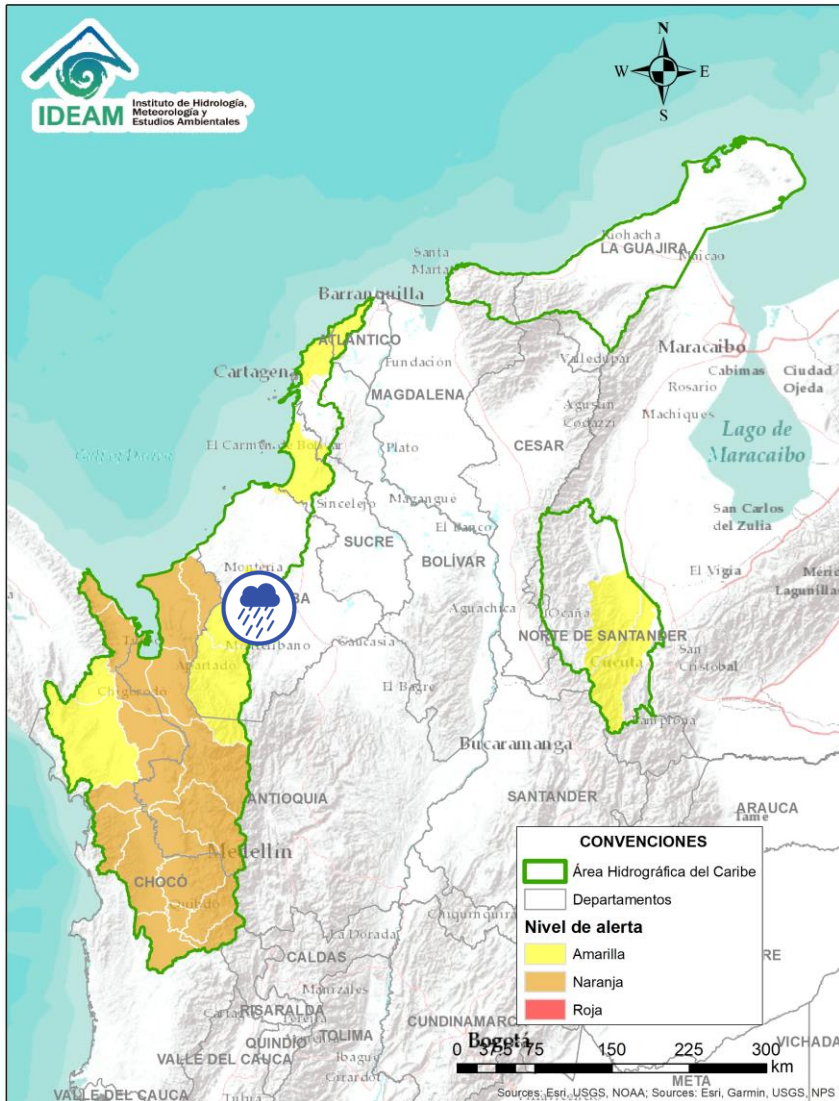 IDEAM
Instituto de Hidrología,
Meteorología y
Estudios Ambientales
N
W
E
S
Riohacha
LA GUAJIRA
Maicao
Santa
Marta
Barranquilla
ATLÁNTICO
Cartagena
Fundación
Valledupar
Maracaibo
Cabimas
Ciudad
Ojeda
Rosario
MAGDALENA
Agustín
Codazzi
Machiques
CESAR
Lago de
Maracaibo
El Carmen de Bolívar
Plato
Sincelejo
Magangué
San Carlos
del Zulia
SUCRE
El Banco
BOLÍVAR
El Vigía
Montería
BA
Aguachica
Ocaña
NORTE DE SANTANDER
Lagunillas
Montelíbano
Caucasia
Apartadó
Cúcuta
San
Cristóbal
El Bagre
Chigorodó
Pamplona
Bucaramanga
ANTIOQUIA
SANTANDER
ARAUCA
Tame
Medellín
CHOCÓ
Quibdó
La Dorada
CALDAS
Manizales
RISARALDA
Pereira
QUINDÍO
TOLIMA
Ibagué
VALLE DEL CAUCA
Girardot
CUNDINAMARC
Bogotá
VICHADA
META
VALLE DEL CAUCA
Tuluá
CONVENCIONES
Área Hidrográfica del Caribe
Departamentos
Nivel de alerta
Amarilla
Naranja
Roja
0 37.5 75 150 225 300
km
Sources: Esri, USGS, NOAA; Sources: Esri, Garmin, USGS, NPS